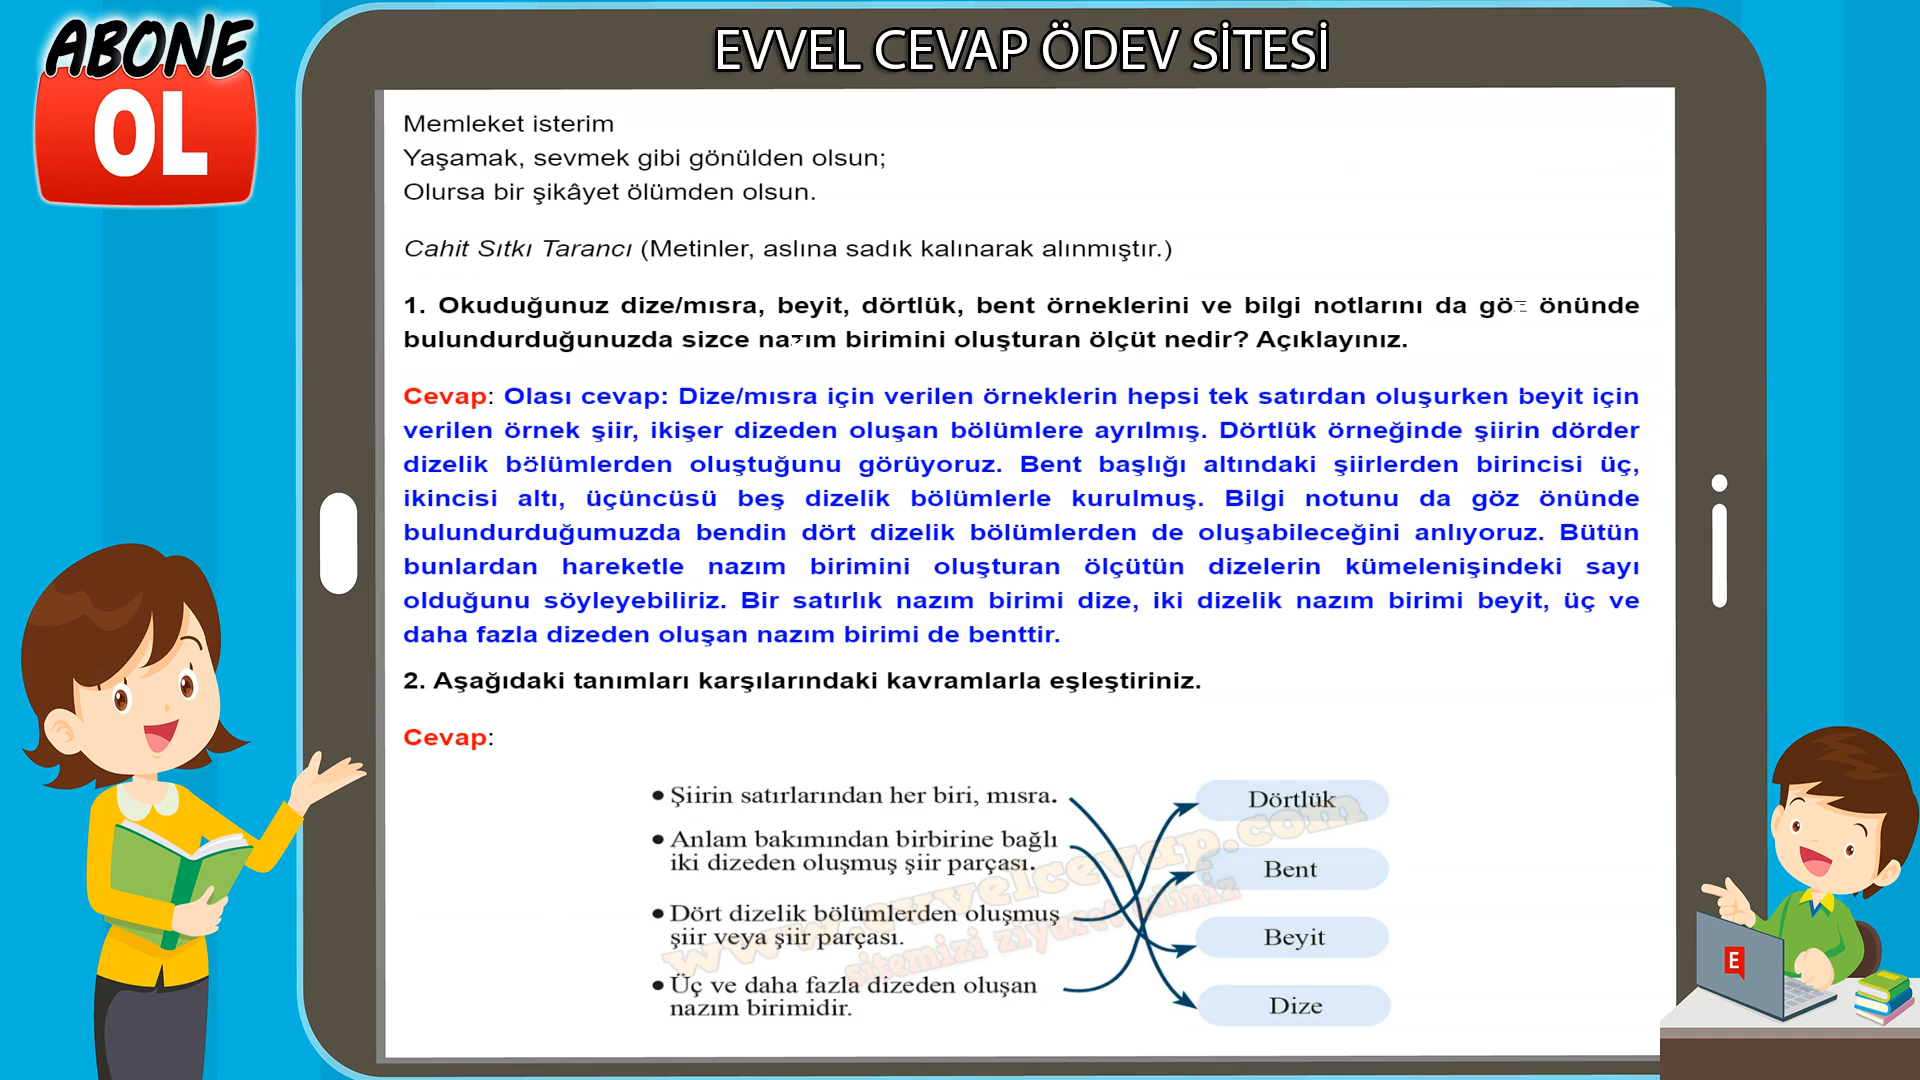 ABONE
OL
EVVEL CEVAP ÖDEV SİTESİ
Memleket isterim
Yaşamak, sevmek gibi gönülden olsun;
Olursa bir şikâyet ölümden olsun.
Cahit Sıtkı Tarancı (Metinler, aslına sadık kalınarak alınmıştır.)
1. Okuduğunuz dize/mısra, beyit, dörtlük, bent örneklerini ve bilgi notlarını da göz önünde
bulundurduğunuzda sizce nazım birimini oluşturan ölçüt nedir? Açıklayınız.
Cevap: Olası cevap: Dize/mısra için verilen örneklerin hepsi tek satırdan oluşurken beyit için
verilen örnek şiir, ikişer dizeden oluşan bölümlere ayrılmış. Dörtlük örneğinde şiirin dörder
dizelik bölümlerden oluştuğunu görüyoruz. Bent başlığı altındaki şiirlerden birincisi üç,
ikincisi altı, üçüncüsü beş dizelik bölümlerle kurulmuş. Bilgi notunu da göz önünde
bulundurduğumuzda bendin dört dizelik bölümlerden de oluşabileceğini anlıyoruz. Bütün
bunlardan hareketle nazım birimini oluşturan ölçütün dizelerin kümelenişindeki sayı
olduğunu söyleyebiliriz. Bir satırlık nazım birimi dize, iki dizelik nazım birimi beyit, üç ve
daha fazla dizeden oluşan nazım birimi de benttir.
2. Aşağıdaki tanımları karşılarındaki kavramlarla eşleştiriniz.
Cevap:
• Şiirin satırlarından her biri, mısra.
• Anlam bakımından birbirine bağlı
iki dizeden oluşmuş şiir parçası.
• Dört dizelik bölümlerden oluşmuş
şiir veya şiir parçası.
• Üç ve daha fazla dizeden oluşan
nazım birimidir.
Dörtlük
Bent
Beyit
Dize
www.evvelcevap.com
sitemizi ziyaret ediniz
E